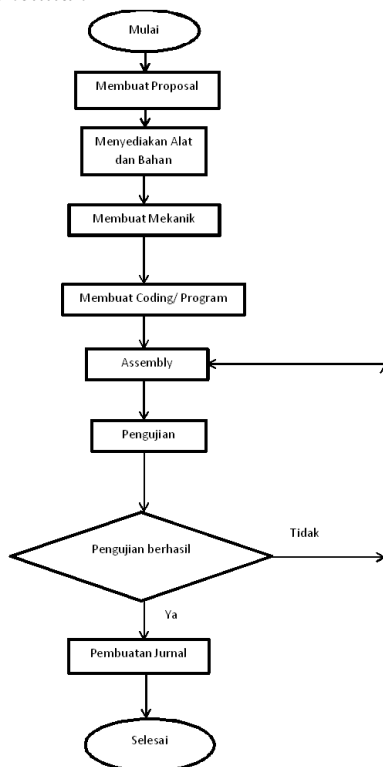 Mulai
Membuat Proposal
Menyediakan Alat
dan Bahan
Membuat Mekanik
Membuat Coding/ Program
Assembly
Pengujian
Pengujian berhasil
Tidak
Ya
Pembuatan Jurnal
Selesai